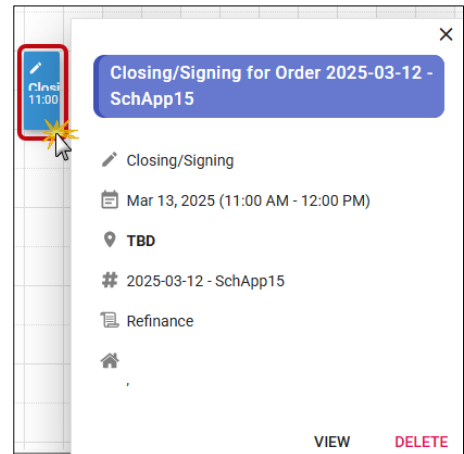 Closi
11:00
Closing/Signing for Order 2025-03-12 -
SchApp15
Closing/Signing
Mar 13, 2025 (11:00 AM - 12:00 PM)
TBD
# 2025-03-12 - SchApp15
Refinance
,
VIEW DELETE